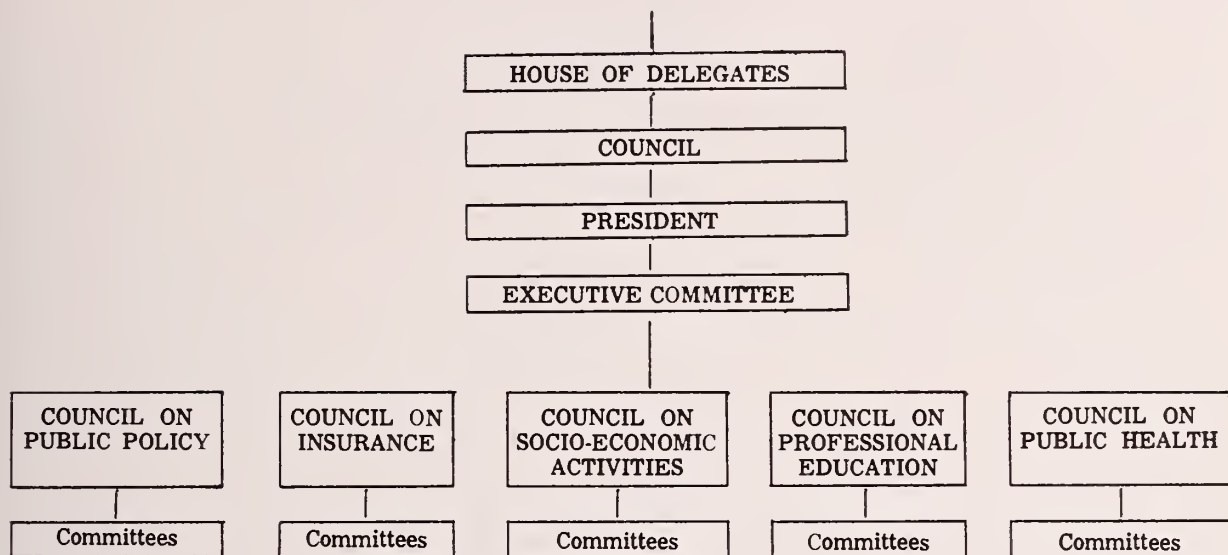 HOUSE OF DELEGATES
COUNCIL
PRESIDENT
EXECUTIVE COMMITTEE
COUNCIL ON
PUBLIC POLICY
COUNCIL ON
INSURANCE
COUNCIL ON
SOCIO-ECONOMIC
ACTIVITIES
COUNCIL ON
PROFESSIONAL
EDUCATION
COUNCIL ON
PUBLIC HEALTH
Committees
Committees
Committees
Committees
Committees